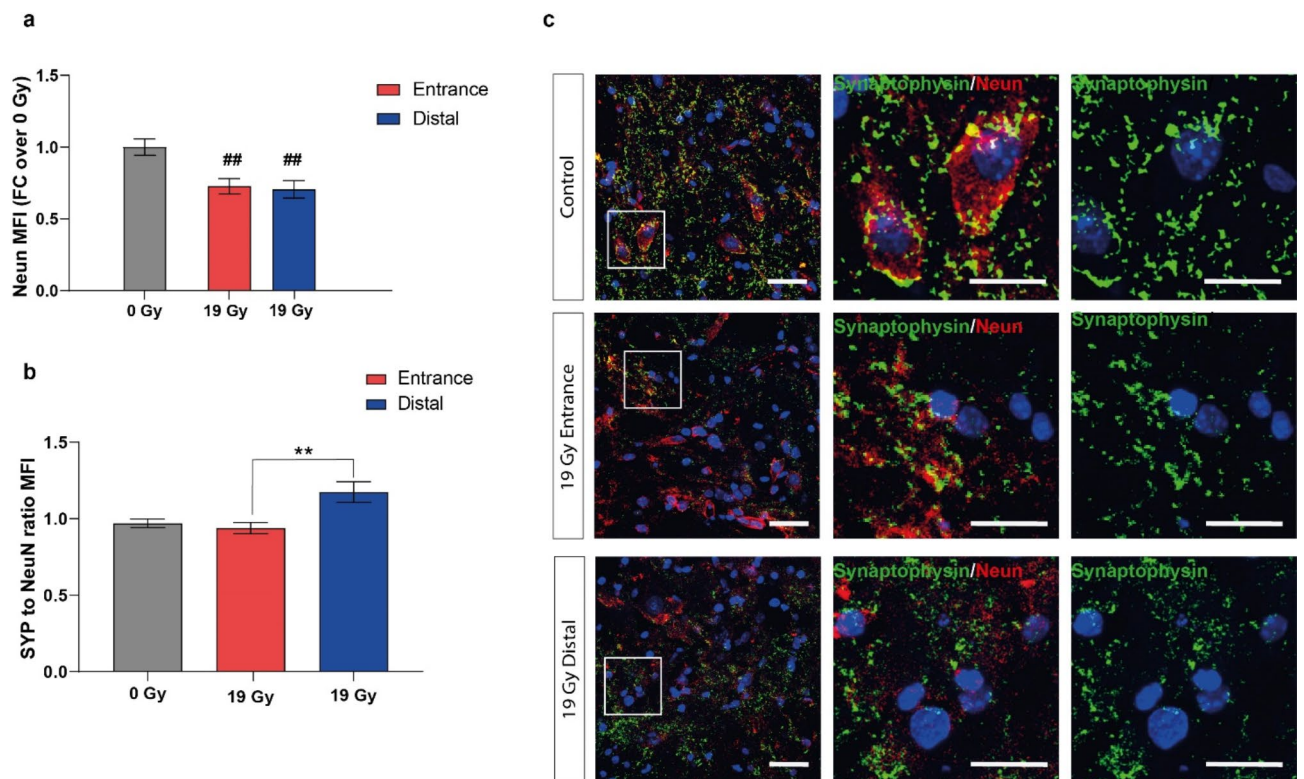 a
Neun MFI (FC over 0 Gy)
1.5
1.0
0.5
0.0
##
##
0 Gy
19 Gy
19 Gy
Entrance
Distal
b
SYP to NeuN ratio MFI
1.5
1.0
0.5
0.0
**
0 Gy
19 Gy
19 Gy
Entrance
Distal
c
Control
Synaptophysin/Neun
Synaptophysin
19 Gy Entrance
Synaptophysin/Neun
Synaptophysin
19 Gy Distal
Synaptophysin/Neun
Synaptophysin